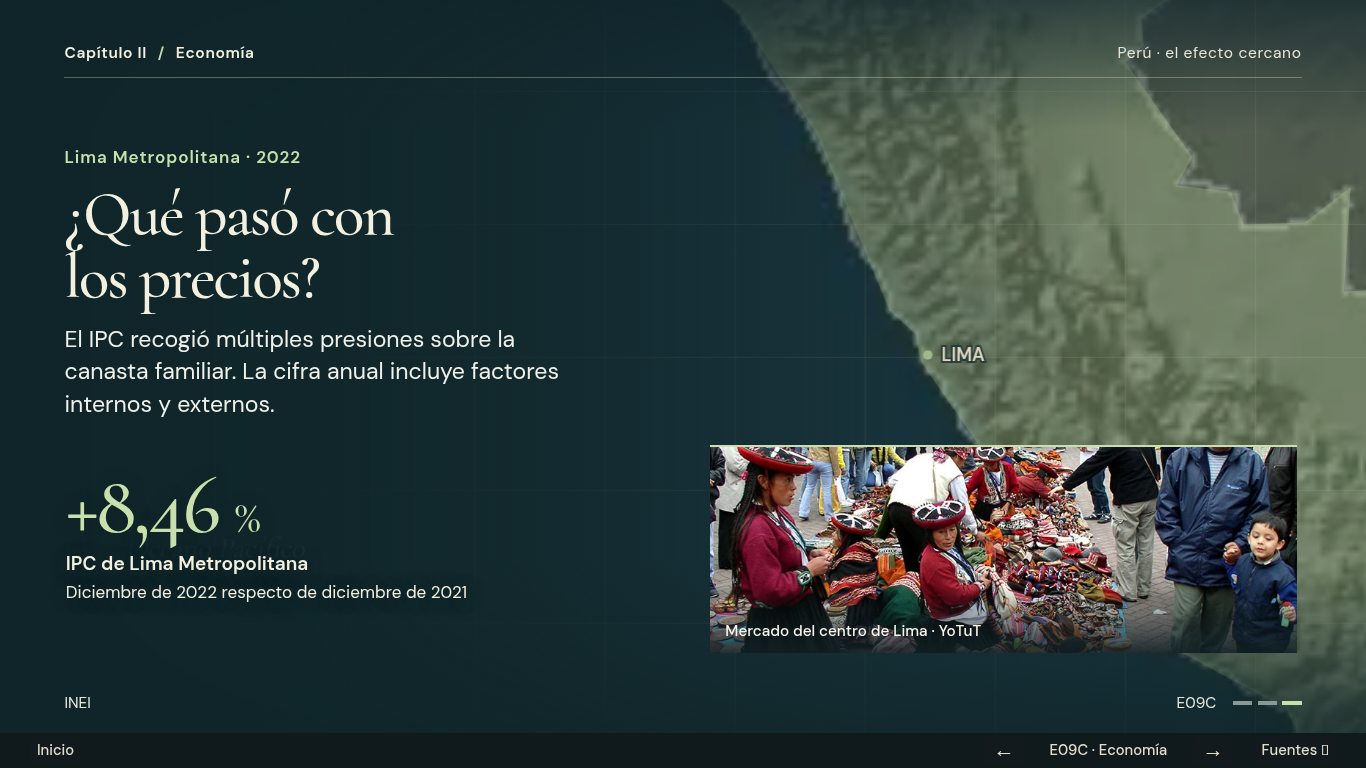 Capítulo II / Economía
Perú · el efecto cercano
Lima Metropolitana · 2022
¿Qué pasó con
los precios?
El IPC recogió múltiples presiones sobre la
canasta familiar. La cifra anual incluye factores
internos y externos.
LIMA
+8,46 %
IPC de Lima Metropolitana
Diciembre de 2022 respecto de diciembre de 2021
Mercado del centro de Lima · YoTuT
INEI
E09C
Inicio
← E09C · Economía →
Fuentes